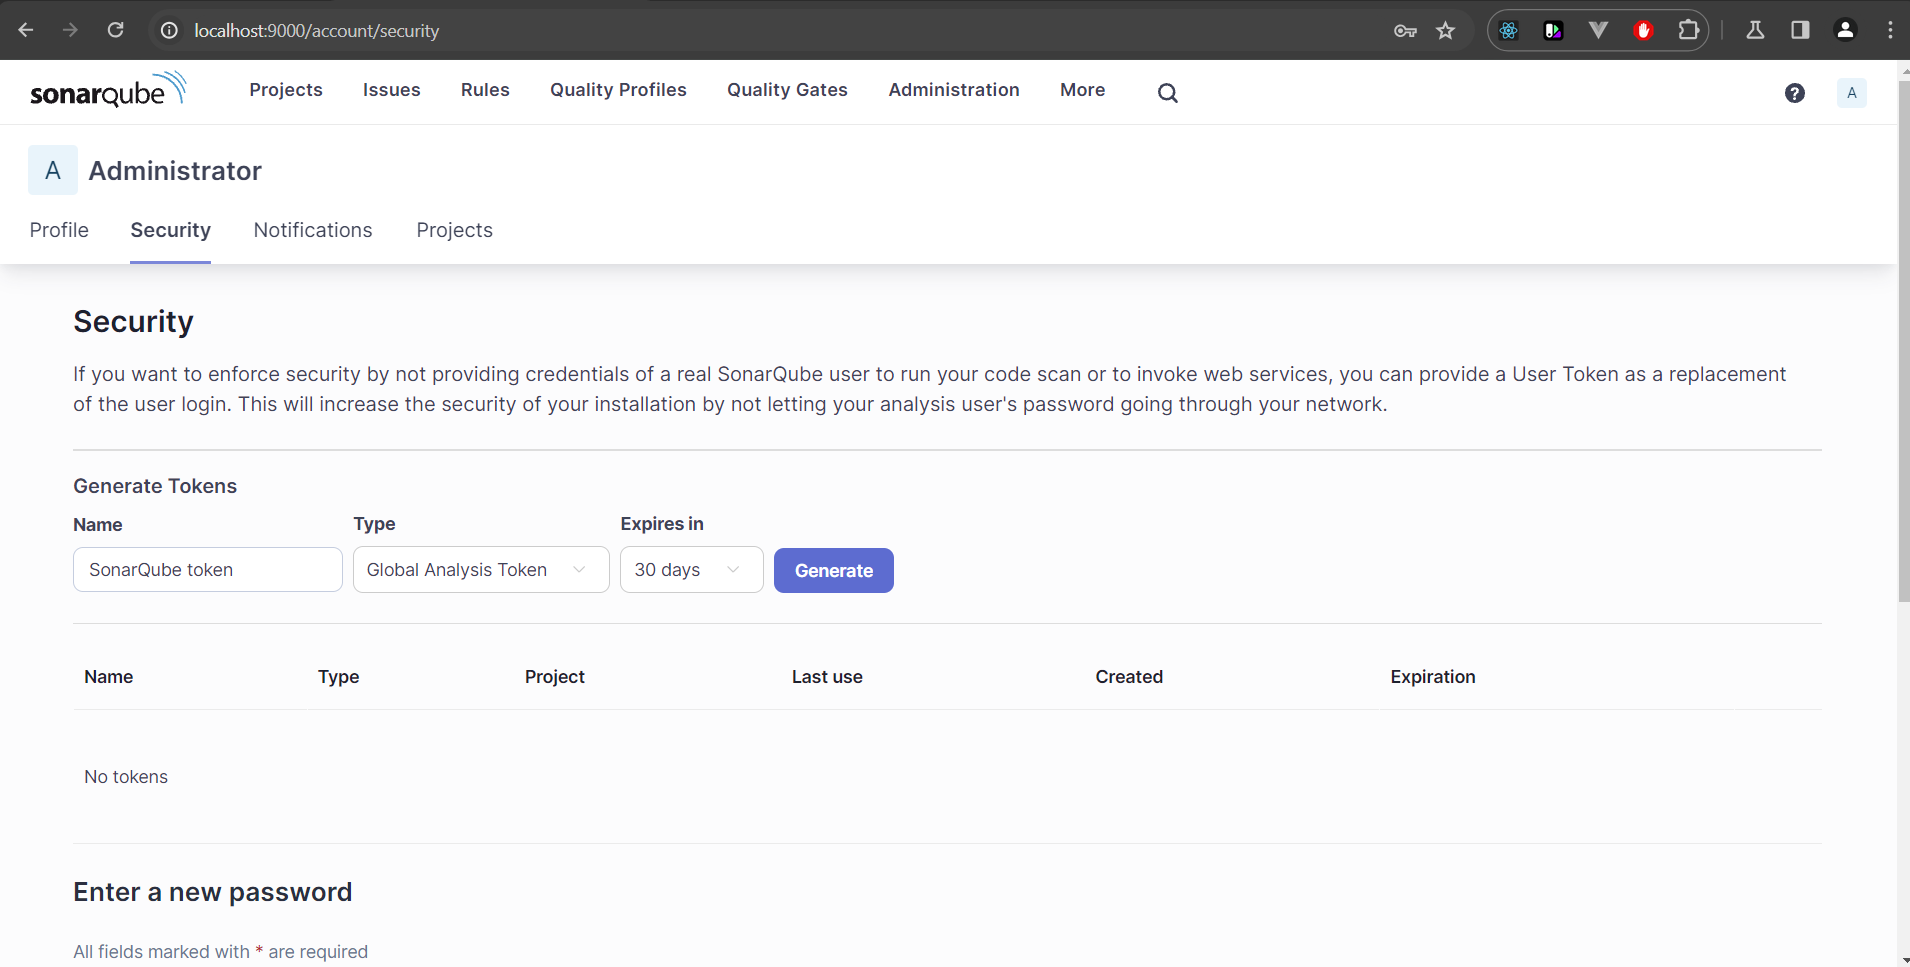 localhost:9000/account/security
sonarqube
Projects Issues Rules Quality Profiles Quality Gates Administration More
? A
A Administrator
Profile Security Notifications Projects
Security
If you want to enforce security by not providing credentials of a real SonarQube user to run your code scan or to invoke web services, you can provide a User Token as a replacement
of the user login. This will increase the security of your installation by not letting your analysis user's password going through your network.
Generate Tokens
Name Type Expires in
SonarQube token Global Analysis Token 30 days Generate
Name Type Project Last use Created Expiration
No tokens
Enter a new password
All fields marked with * are required